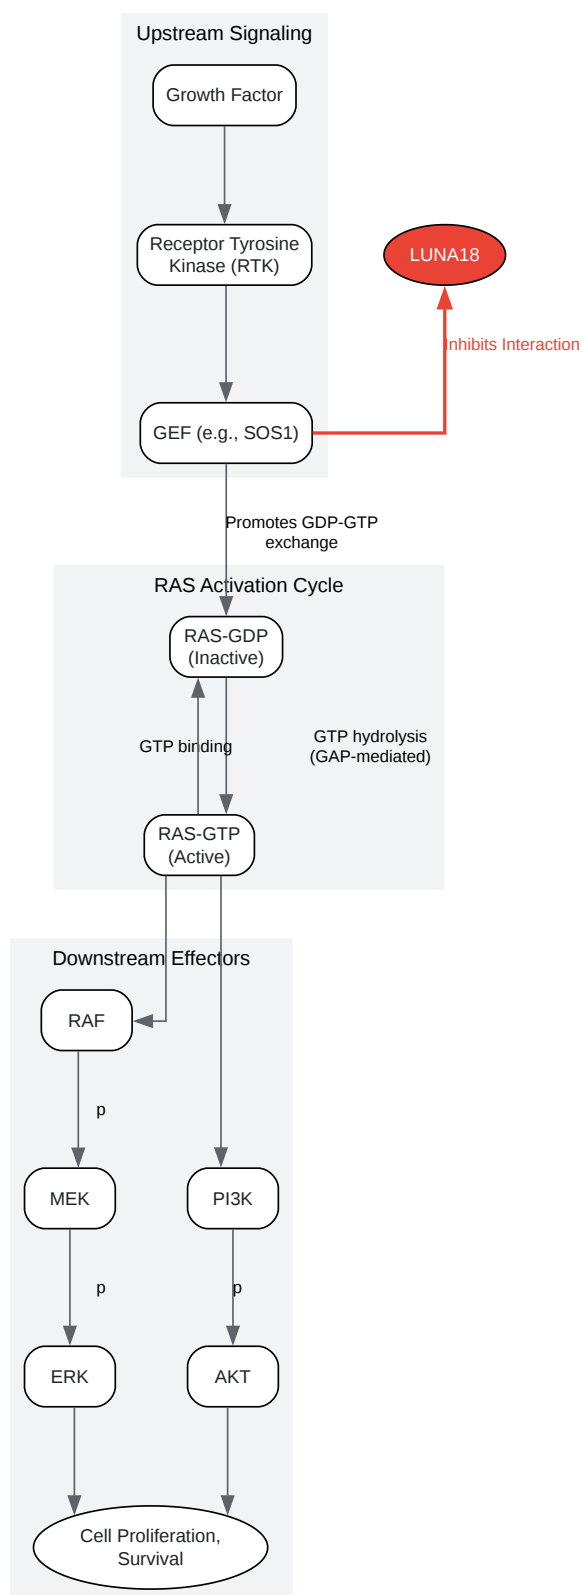 Upstream Signaling
Growth Factor
Receptor Tyrosine
Kinase (RTK)
LUNA18
Inhibits Interaction
GEF (e.g., SOS1)
Promotes GDP-GTP
exchange
RAS Activation Cycle
RAS-GDP
(Inactive)
GTP binding
GTP hydrolysis
(GAP-mediated)
RAS-GTP
(Active)
Downstream Effectors
RAF
p
MEK
PI3K
p
p
ERK
AKT
Cell Proliferation,
Survival